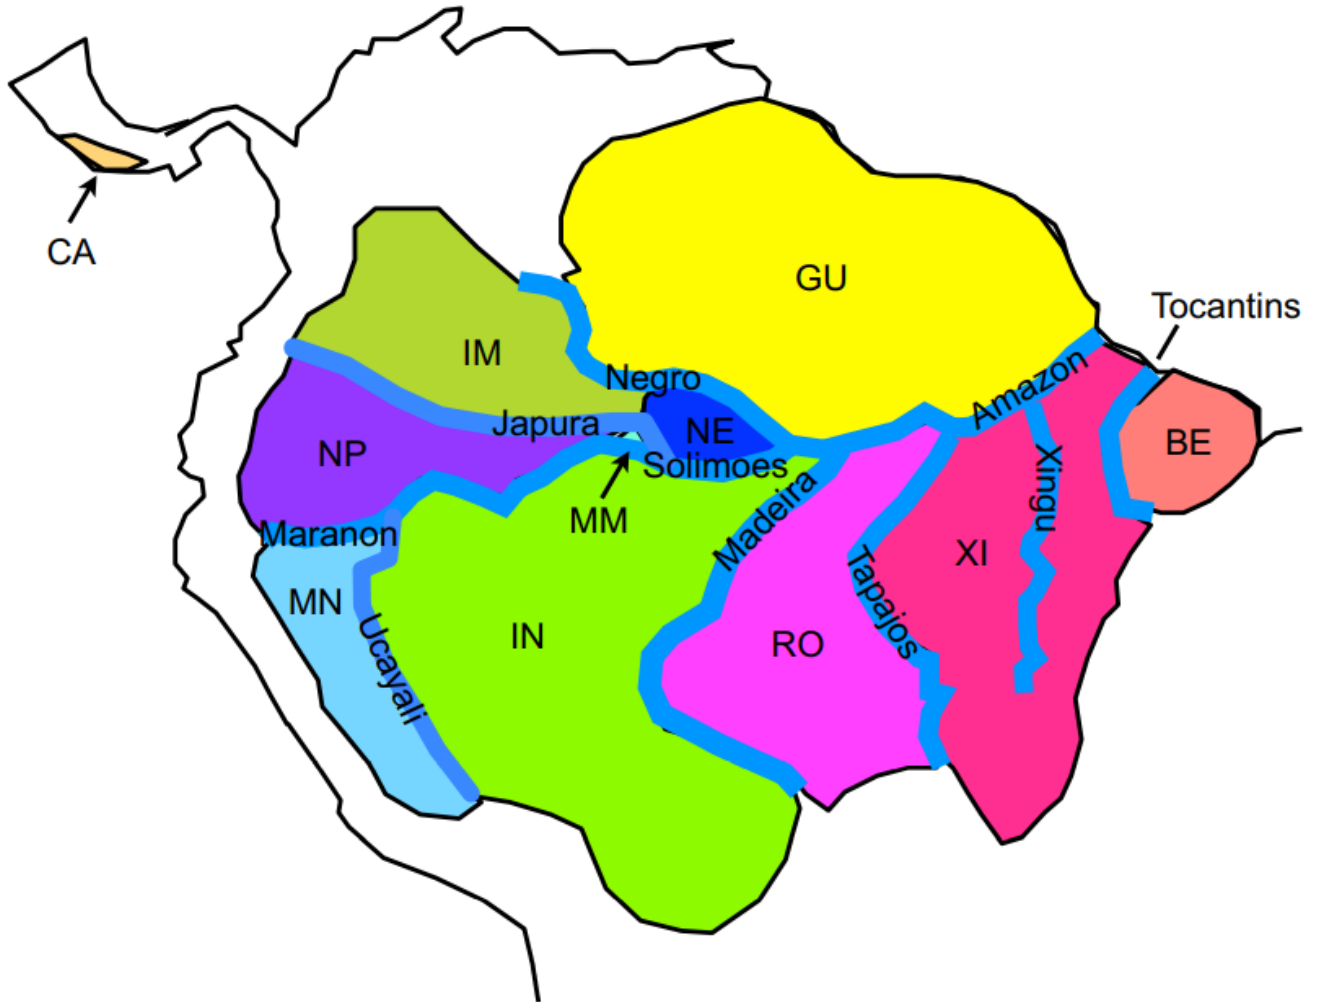 CA
GU
Tocantins
IM
Negro
Amazon
Japura
NE
BE
NP
Solimoes
Xingu
MM
Madeira
Maranon
XI
MN
Tapajos
Ucayali
IN
RO